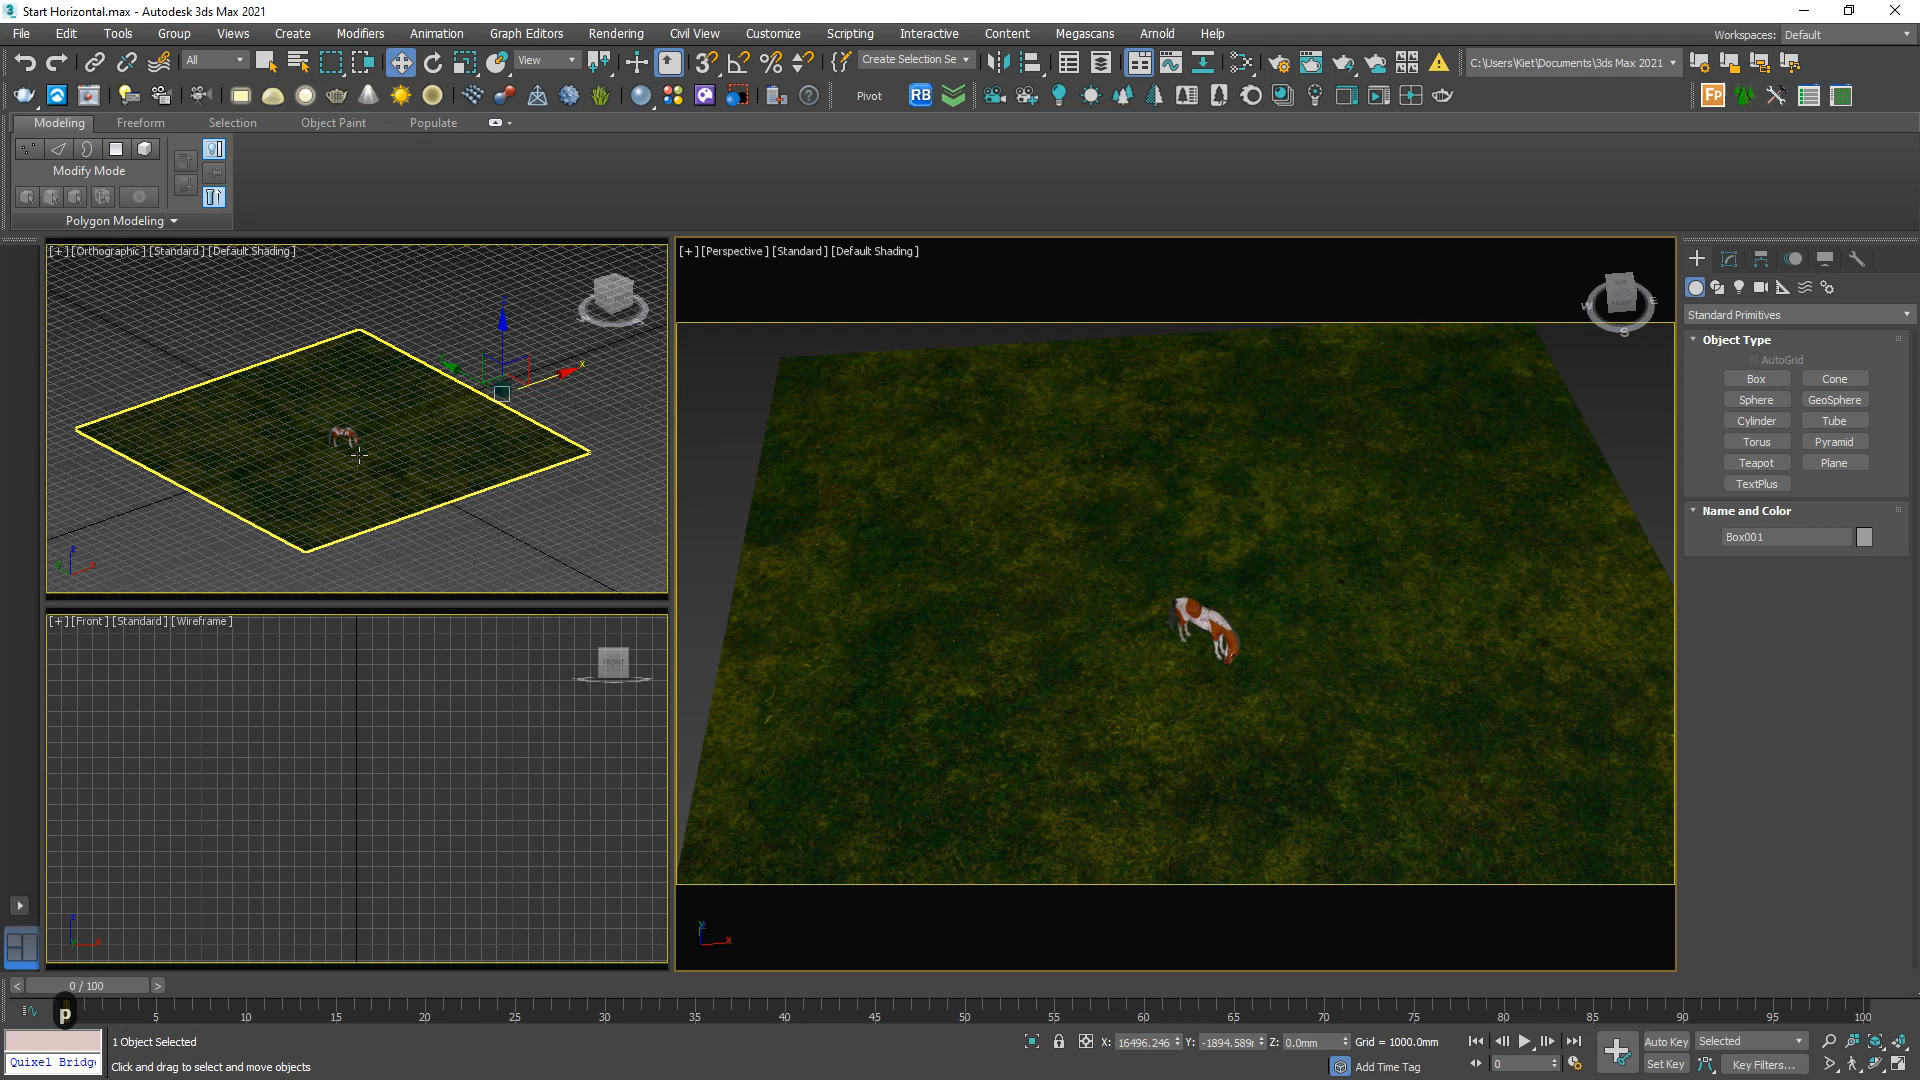 Start Horizontal.max - Autodesk 3ds Max 2021
File Edit Tools Group Views Create Modifiers Animation Graph Editors Rendering Civil View Customize Scripting Interactive Content Megascans Arnold Help
Workspaces: Default
All View Create Selection Se C:\Users\Kiet\Documents\3ds Max 2021
Pivot RB Fp
Modeling Freeform Selection Object Paint Populate
Modify Mode
Polygon Modeling
[+] [Orthographic] [Standard] [Default Shading]
[+] [Perspective] [Standard] [Default Shading]
[+] [Front] [Standard] [Wireframe]
FRONT
TOP
FRONT
W E
S
x
z
x
Standard Primitives
Object Type
AutoGrid
Box Cone
Sphere GeoSphere
Cylinder Tube
Torus Pyramid
Teapot Plane
TextPlus
Name and Color
Box001
< 0 / 100 >
p
5 10 15 20 25 30 35 40 45 50 55 60 65 70 75 80 85 90 95 100
1 Object Selected
X: 16496.246 Y: -1894.589r Z: 0.0mm Grid = 1000.0mm
Auto Key Selected
Quixel Bridg
Click and drag to select and move objects
Add Time Tag
0
Set Key Key Filters...